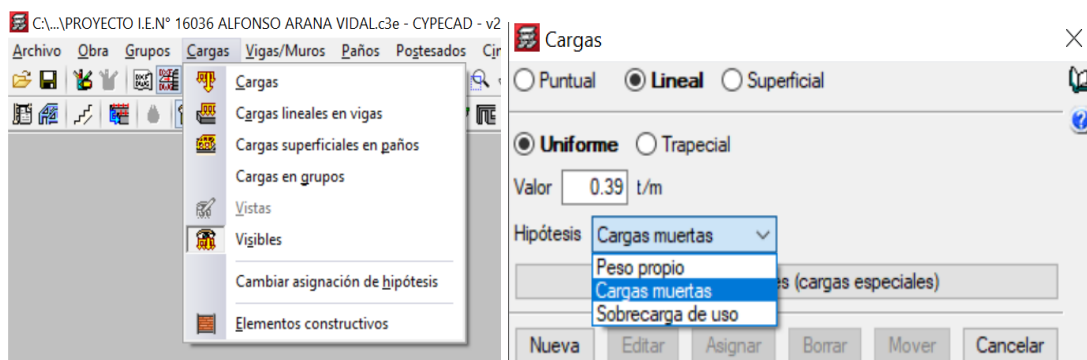 C:\...\PROYECTO I.E.N° 16036 ALFONSO ARANA VIDAL.c3e - CYPECAD - v2
Archivo Obra Grupos Cargas Vigas/Muros Paños Postesados
Cargas
Cargas lineales en vigas
Cargas superficiales en paños
Cargas en grupos
Vistas
Visibles
Cambiar asignación de hipótesis
Elementos constructivos
Cargas
Puntual Lineal Superficial
Uniforme Trapecial
Valor 0.39 t/m
Hipótesis Cargas muertas
Peso propio
Cargas muertas (cargas especiales)
Sobrecarga de uso
Nueva Editar Asignar Borrar Mover Cancelar